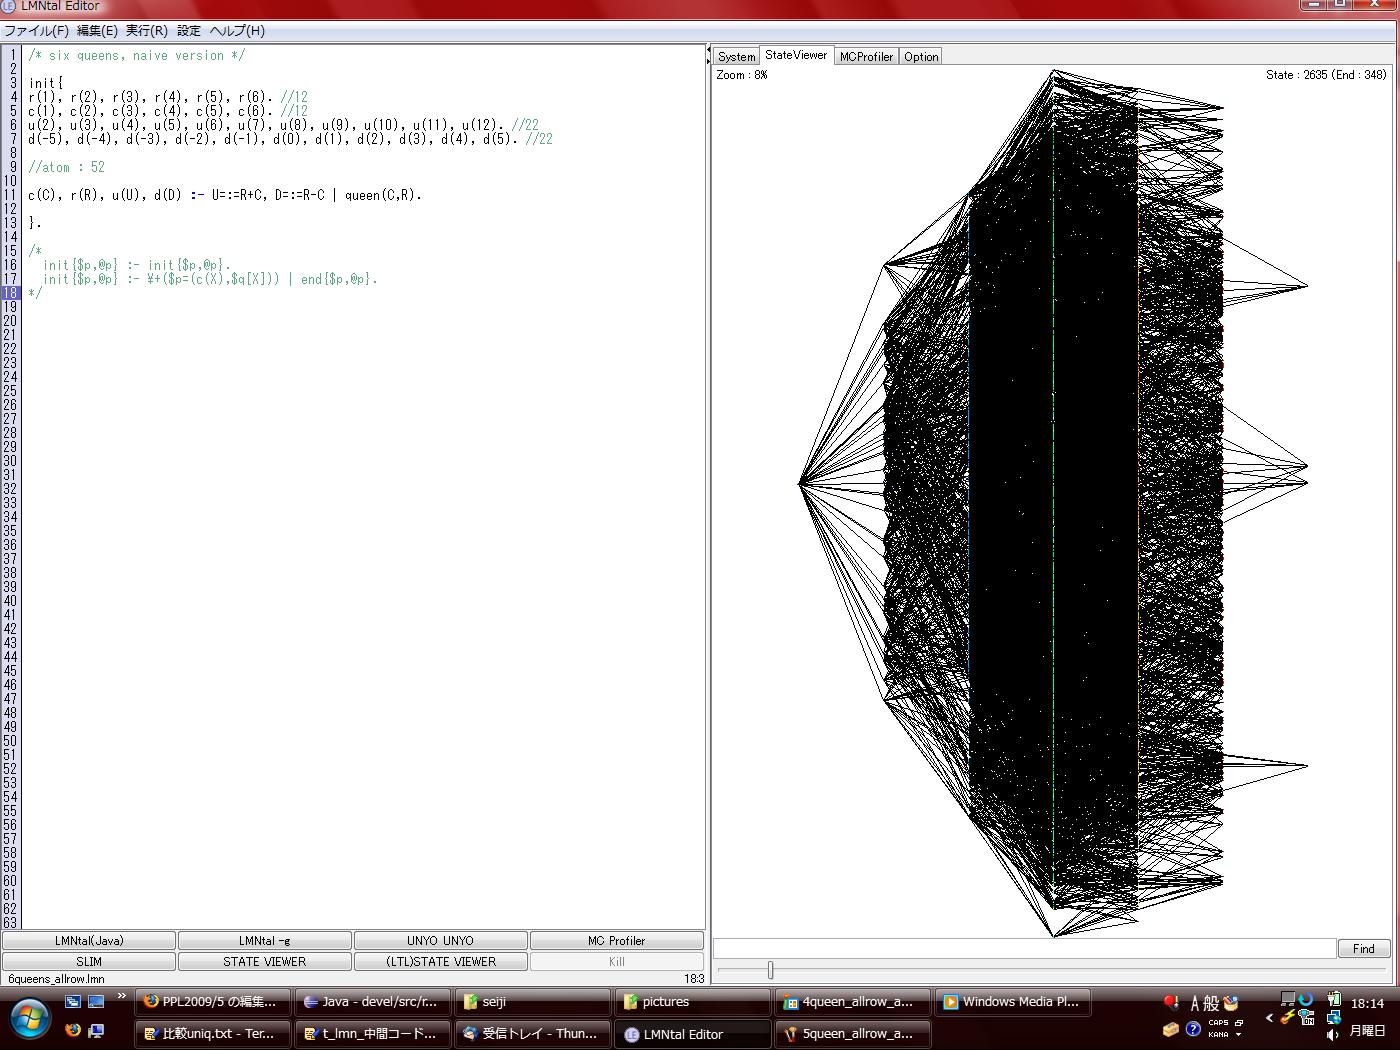 LMNtal Editor
ファイル(F) 編集(E) 実行(R) 設定 ヘルプ(H)
1 /* six queens, naive version */
2
3 init{
4 r(1), r(2), r(3), r(4), r(5), r(6). //12
5 c(1), c(2), c(3), c(4), c(5), c(6). //12
6 u(2), u(3), u(4), u(5), u(6), u(7), u(8), u(9), u(10), u(11), u(12). //22
7 d(-5), d(-4), d(-3), d(-2), d(-1), d(0), d(1), d(2), d(3), d(4), d(5). //22
8
9 //atom : 52
10
11 c(C), r(R), u(U), d(D) :- U=:=R+C, D=:=R-C | queen(C,R).
12
13 }.
14
15 /*
16 init{$p,@p} :- init{$p,@p}.
17 init{$p,@p} :- ¥+($p=(c(X),$q[X])) | end{$p,@p}.
18 */
19
20
21
22
23
24
25
26
27
28
29
30
31
32
33
34
35
36
37
38
39
40
41
42
43
44
45
46
47
48
49
50
51
52
53
54
55
56
57
58
59
60
61
62
63
LMNtal(Java) LMNtal -g UNYO UNYO MC Profiler
SLIM STATE VIEWER (LTL)STATE VIEWER Kill
6queens_allrow.lmn 18:3
System StateViewer MCProfiler Option
Zoom : 8% State : 2635 (End : 348)
Find
PPL2009/5 の編集... Java - devel/src/r... seiji pictures 4queen_allrow_a... Windows Media Pl...
比較uniq.txt - Ter... t_lmn_中間コード... 受信トレイ - Thun... LMNtal Editor 5queen_allrow_a...
A 般
CAPS
KANA
18:14
月曜日